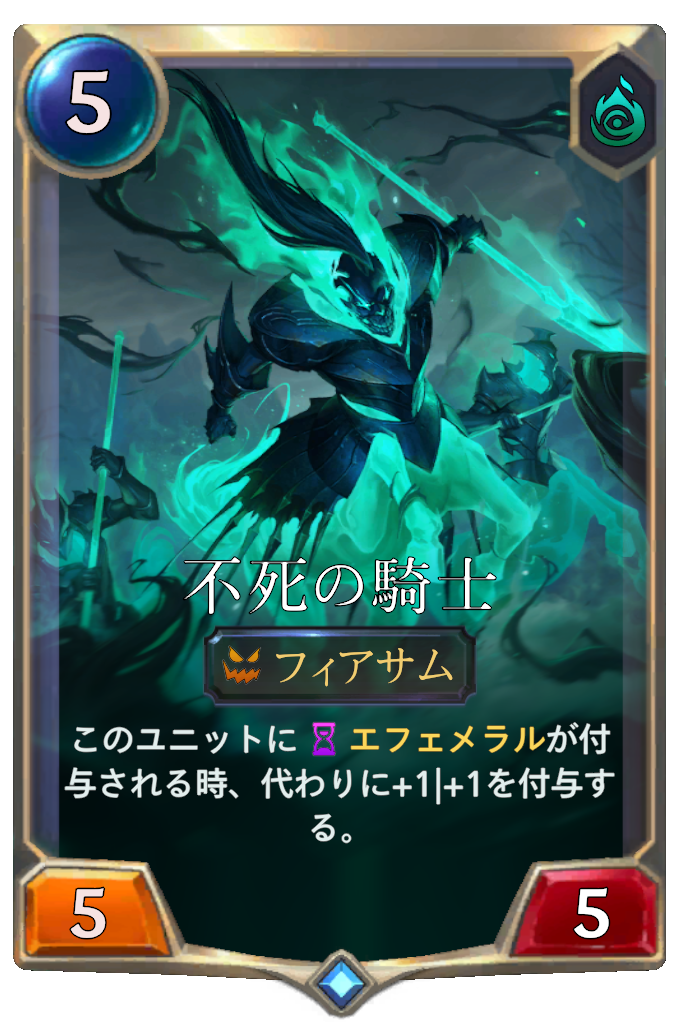 5
不死の騎士
フィアサム
このユニットに エフェメラルが付
与される時、代わりに+1|+1を付与す
る。
5
5